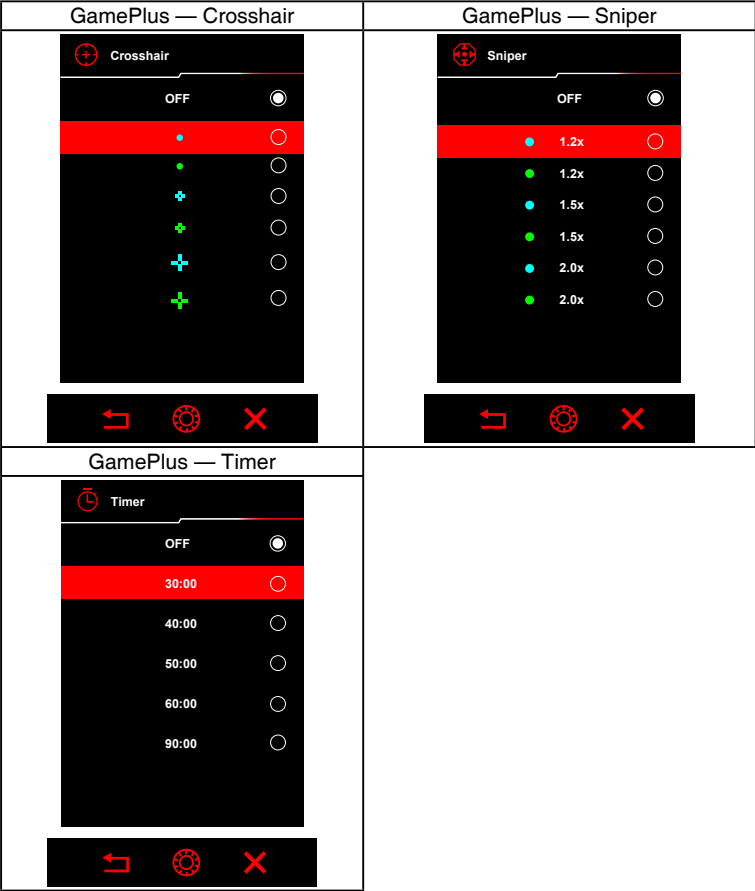 GamePlus — Crosshair
Crosshair
OFF
GamePlus — Sniper
Sniper
OFF
1.2x
1.2x
1.5x
1.5x
2.0x
2.0x
GamePlus — Timer
Timer
OFF
30:00
40:00
50:00
60:00
90:00